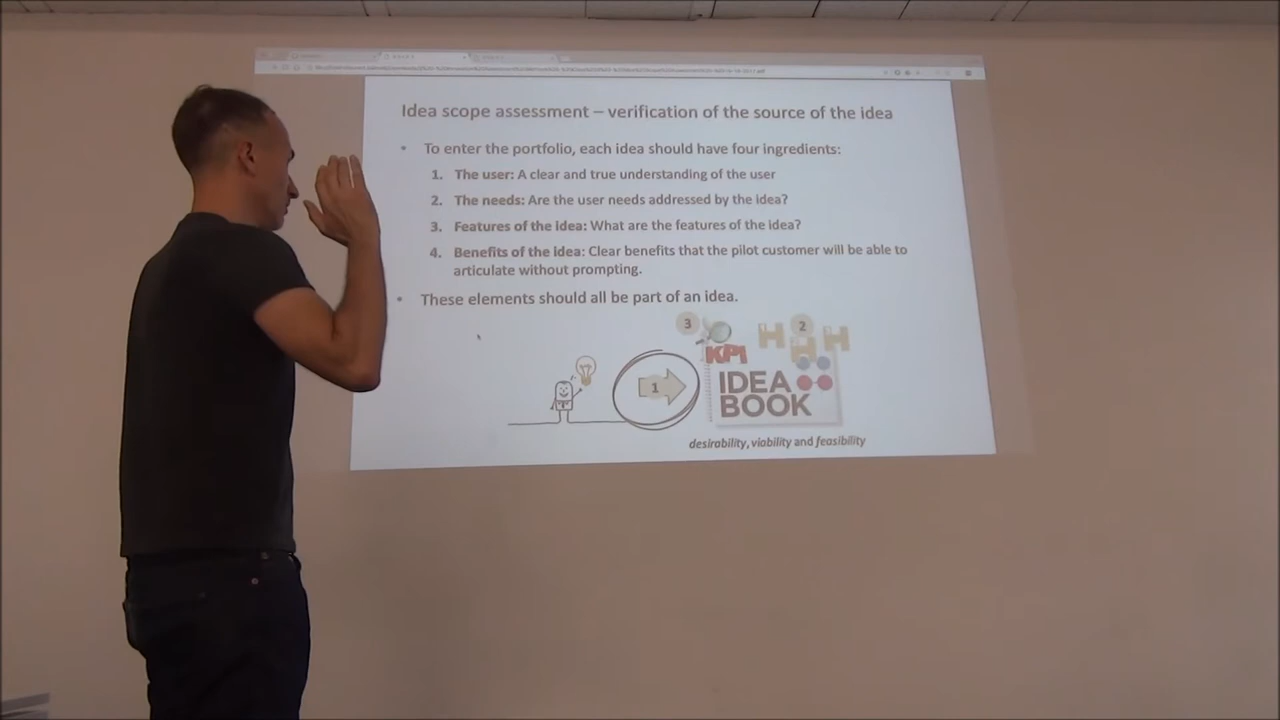 Idea scope assessment – verification of the source of the idea
• To enter the portfolio, each idea should have four ingredients:
1. The user: A clear and true understanding of the user
2. The needs: Are the user needs addressed by the idea?
3. Features of the idea: What are the features of the idea?
4. Benefits of the idea: Clear benefits that the pilot customer will be able to
articulate without prompting.
• These elements should all be part of an idea.
3
2
KPI
1
IDEA
BOOK
desirability, viability and feasibility